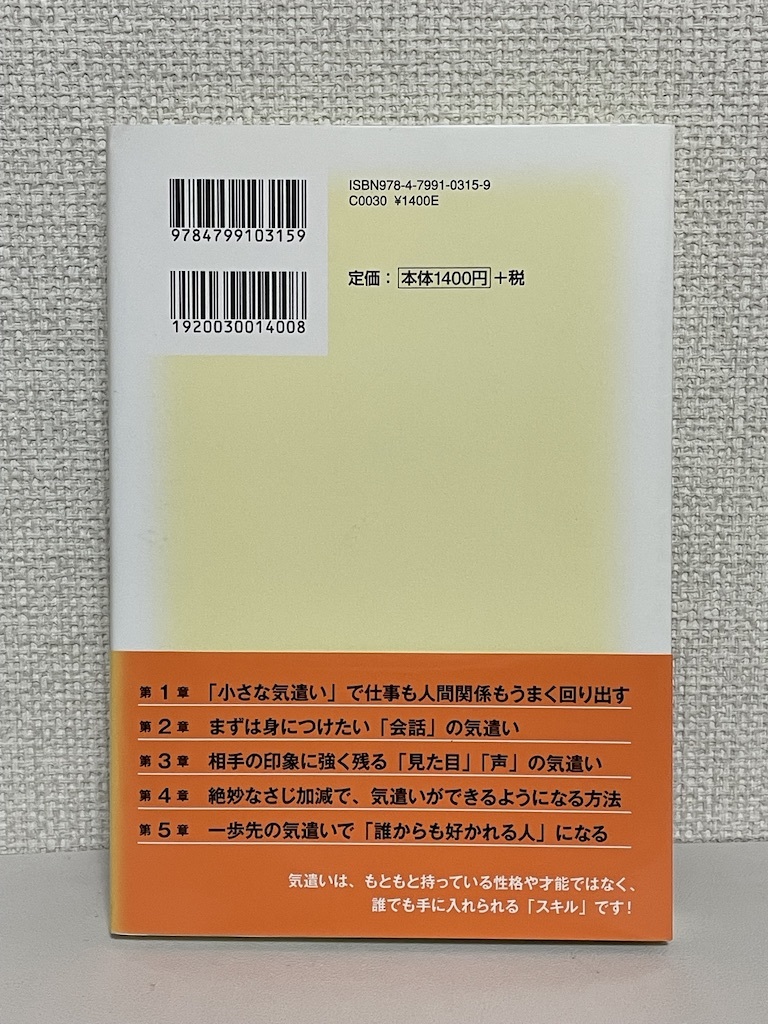 ISBN978-4-7991-0315-9
C0030 ¥1400E
9784799103159
定価：本体1400円+税
1920030014008
第1章 「小さな気遣い」で仕事も人間関係もうまく回り出す
第2章 まずは身につけたい「会話」の気遣い
第3章 相手の印象に強く残る「見た目」「声」の気遣い
第4章 絶妙なさじ加減で、気遣いができるようになる方法
第5章 一歩先の気遣いで「誰からも好かれる人」になる
気遣いは、もともと持っている性格や才能ではなく、
誰でも手に入れられる「スキル」です！